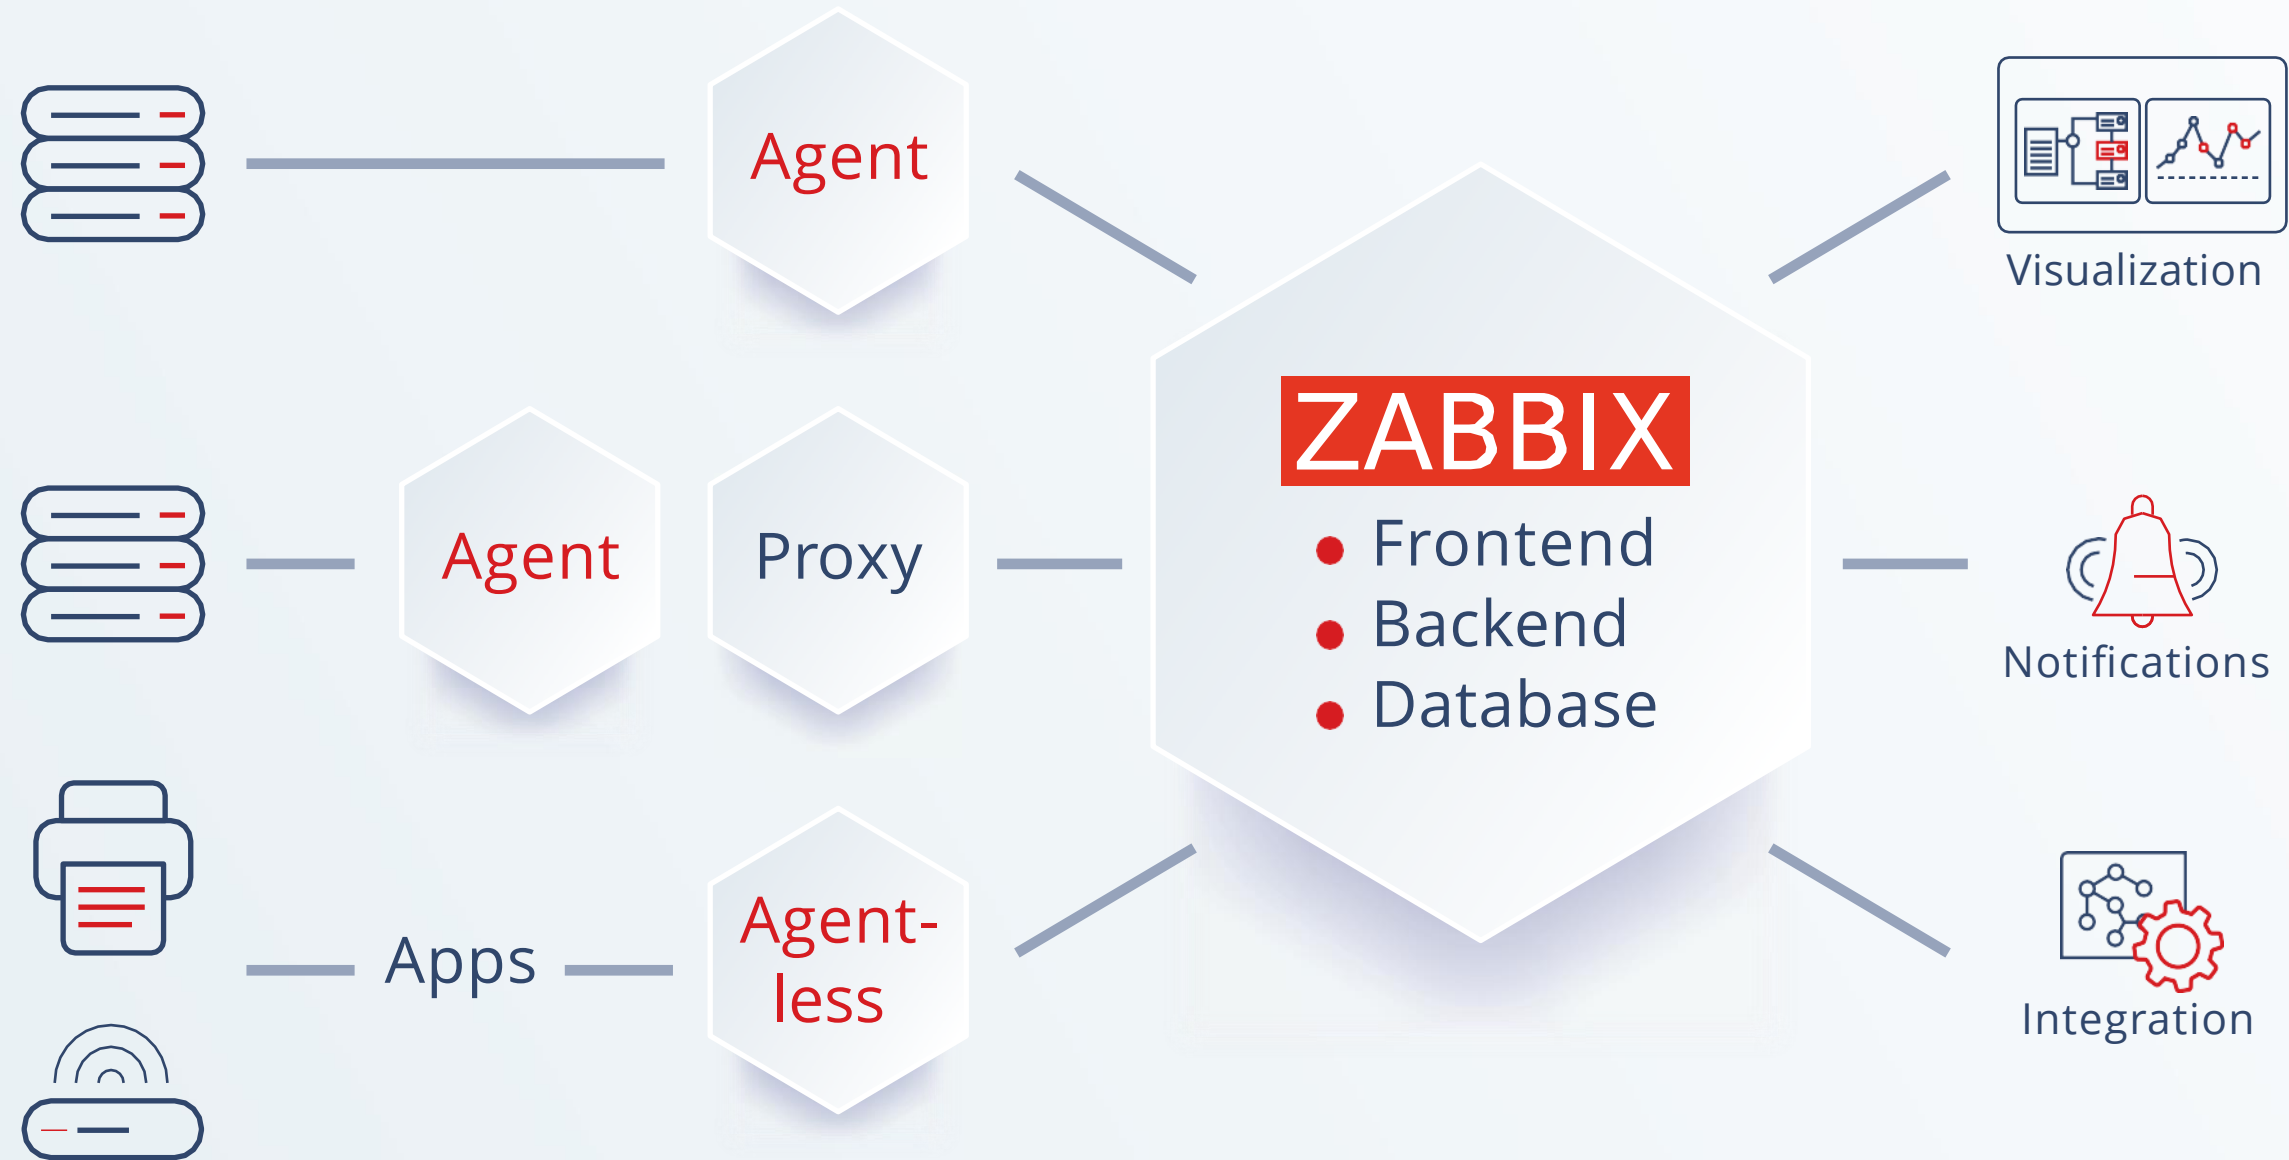 Agent
Visualization
ZABBIX
Agent
Proxy
Frontend
Backend
Database
Notifications
Apps
Agent-
less
Integration